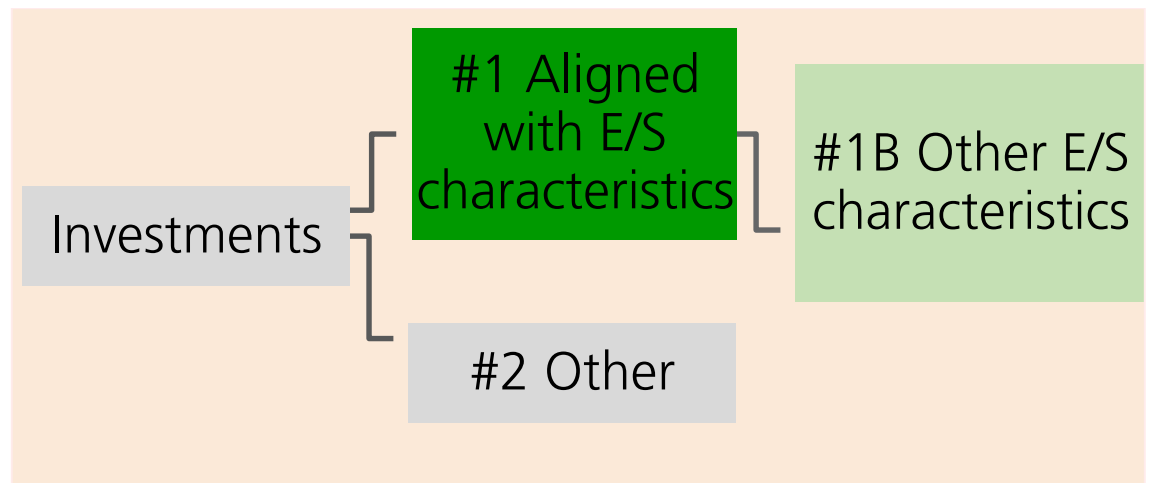 #1 Aligned
with E/S
characteristics
#1B Other E/S
characteristics
Investments
#2 Other